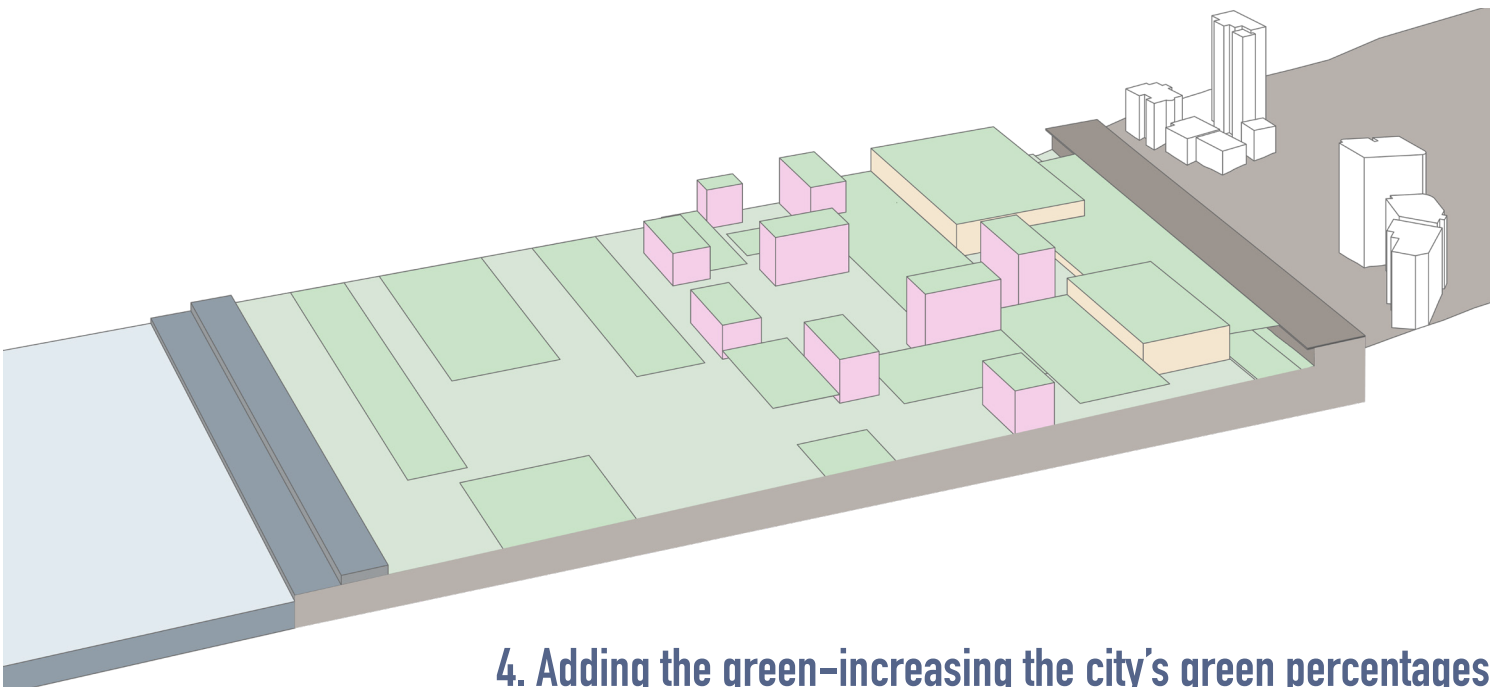 4. Adding the green-increasing the city's green percentages